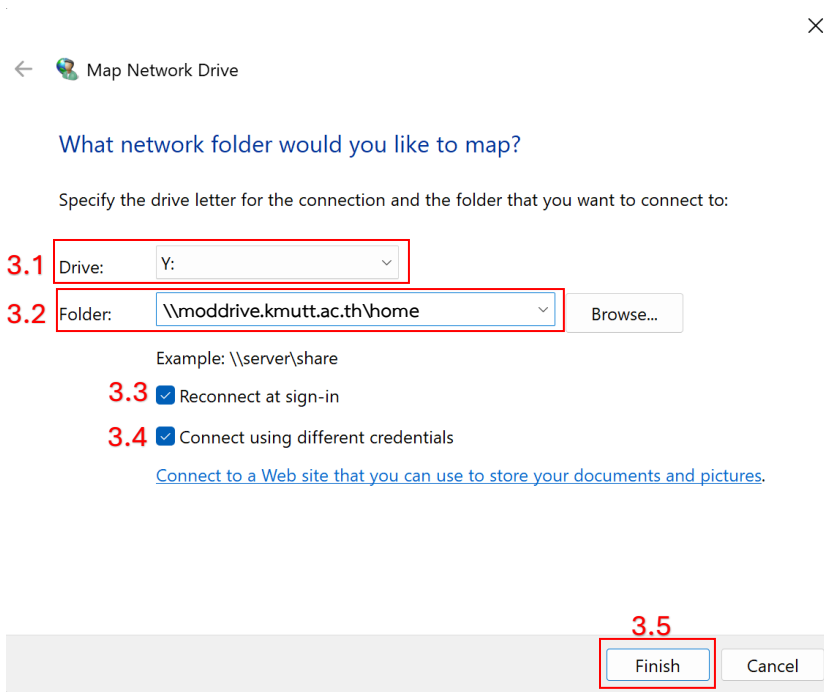 Map Network Drive
What network folder would you like to map?
Specify the drive letter for the connection and the folder that you want to connect to:
3.1 Drive: Y:
3.2 Folder: \\moddrive.kmutt.ac.th\home Browse...
Example: \\server\share
3.3 Reconnect at sign-in
3.4 Connect using different credentials
Connect to a Web site that you can use to store your documents and pictures.
3.5
Finish Cancel